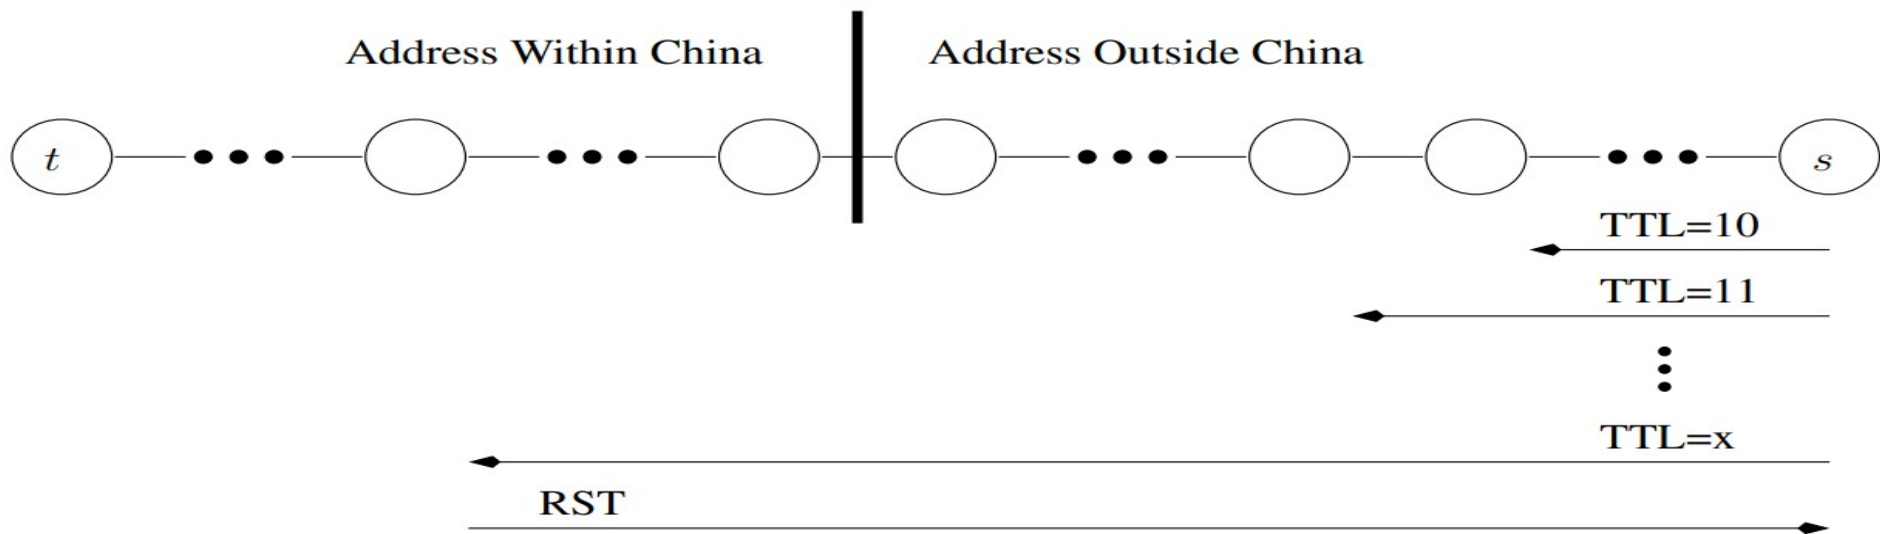 Address Within China
Address Outside China
t
s
TTL=10
TTL=11
TTL=x
RST